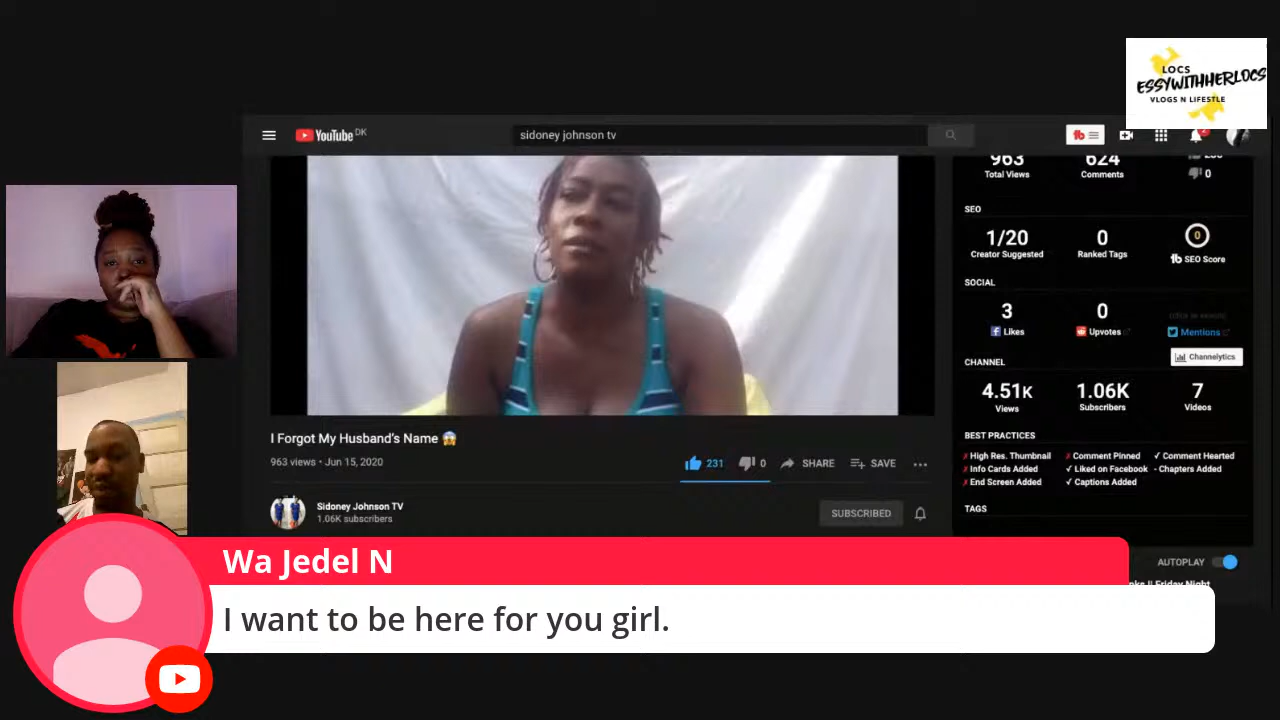 LOCS
ESSYWITHHERLOCS
VLOGS N LIFESTLE
YouTube DK
sidoney johnson tv
963
624
Total Views
Comments
0
SEO
1/20
0
0
Creator Suggested
Ranked Tags
tb SEO Score
SOCIAL
3
0
Likes
Upvotes
Mentions
CHANNEL
Channelytics
4.51K
1.06K
7
Views
Subscribers
Videos
BEST PRACTICES
✗ High Res. Thumbnail ✗ Comment Pinned ✓ Comment Hearted
✗ Info Cards Added ✓ Liked on Facebook - Chapters Added
✗ End Screen Added ✓ Captions Added
TAGS
I Forgot My Husband's Name 😱
963 views • Jun 15, 2020
231
0
SHARE
SAVE
Sidoney Johnson TV
1.06K subscribers
SUBSCRIBED
AUTOPLAY
Friday Night
Wa Jedel N
I want to be here for you girl.